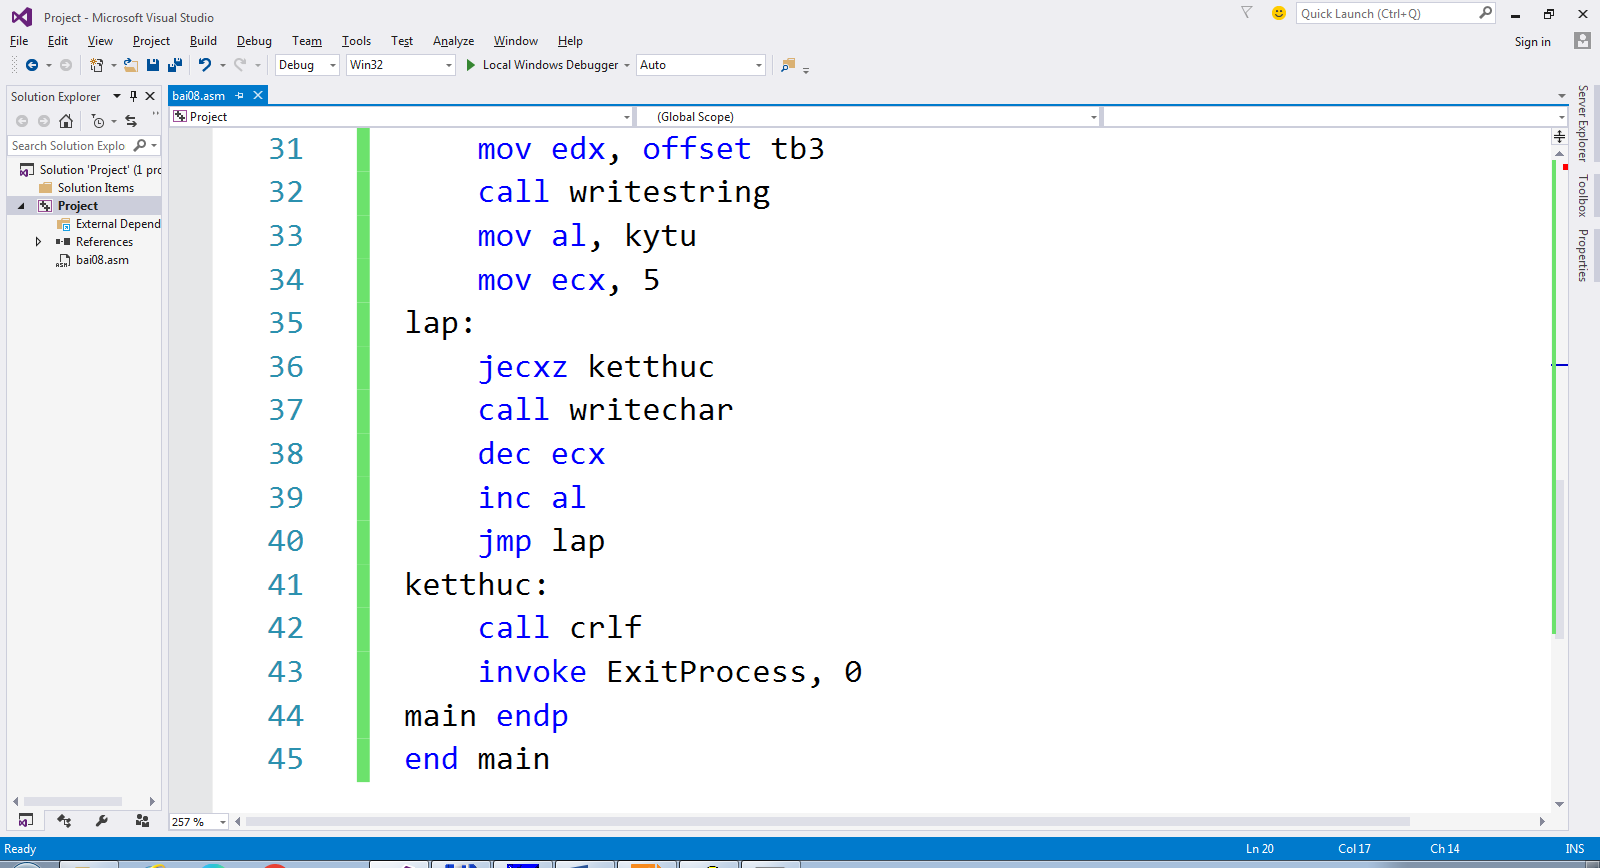 Project - Microsoft Visual Studio
Quick Launch (Ctrl+Q)
File Edit View Project Build Debug Team Tools Test Analyze Window Help
Sign in
Debug Win32 Local Windows Debugger Auto
Solution Explorer
bai08.asm
Project
(Global Scope)
Search Solution Explo
Solution 'Project' (1 pro
Solution Items
Project
External Depend
References
bai08.asm
31 mov edx, offset tb3
32 call writestring
33 mov al, kytu
34 mov ecx, 5
35 lap:
36 jecxz ketthuc
37 call writechar
38 dec ecx
39 inc al
40 jmp lap
41 ketthuc:
42 call crlf
43 invoke ExitProcess, 0
44 main endp
45 end main
257 %
Server Explorer
Toolbox
Properties
Ready
Ln 20 Col 17 Ch 14 INS